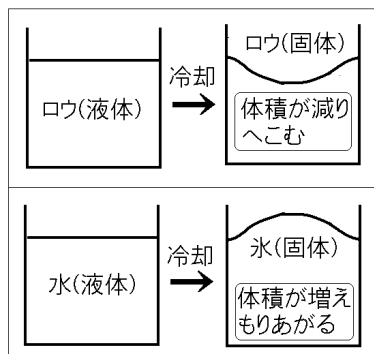 ロウ(液体)
冷却
ロウ(固体)
体積が減り
へこむ
水(液体)
冷却
氷(固体)
体積が増え
もりあがる